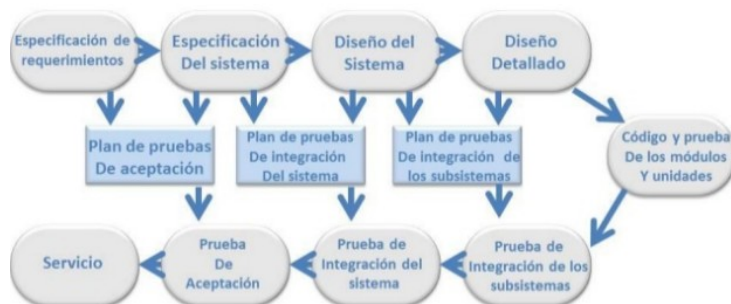 Especificación de
requerimientos
Especificación
Del sistema
Diseño del
Sistema
Diseño
Detallado
Plan de pruebas
De aceptación
Plan de pruebas
De integración
Del sistema
Plan de pruebas
De integración de
los subsistemas
Código y prueba
De los módulos
Y unidades
Servicio
Prueba
De
Aceptación
Prueba de
Integración del
sistema
Prueba de
Integración de los
subsistemas